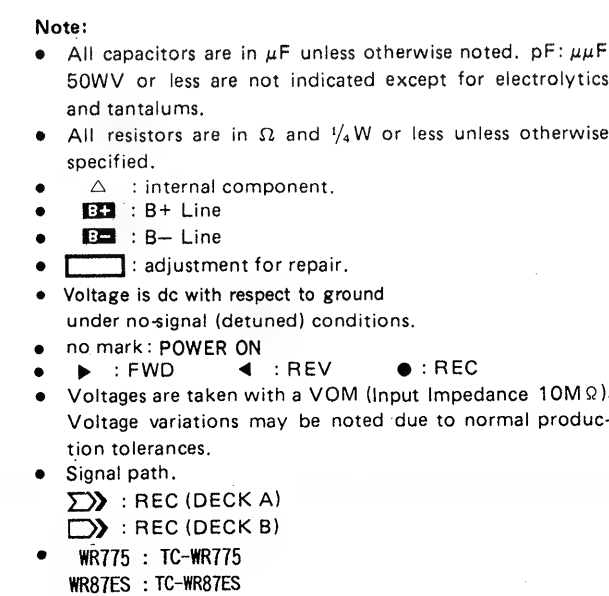 Note:
● All capacitors are in μF unless otherwise noted. pF: μμF
50WV or less are not indicated except for electrolytics
and tantalums.
● All resistors are in Ω and ¼W or less unless otherwise
specified.
● △ : internal component.
● B+ : B+ Line
● B− : B− Line
● : adjustment for repair.
● Voltage is dc with respect to ground
under no-signal (detuned) conditions.
● no mark : POWER ON
● ▶ : FWD ◀ : REV ● : REC
● Voltages are taken with a VOM (Input Impedance 10MΩ).
Voltage variations may be noted due to normal produc-
tion tolerances.
● Signal path.
: REC (DECK A)
: REC (DECK B)
● WR775 : TC-WR775
WR87ES : TC-WR87ES